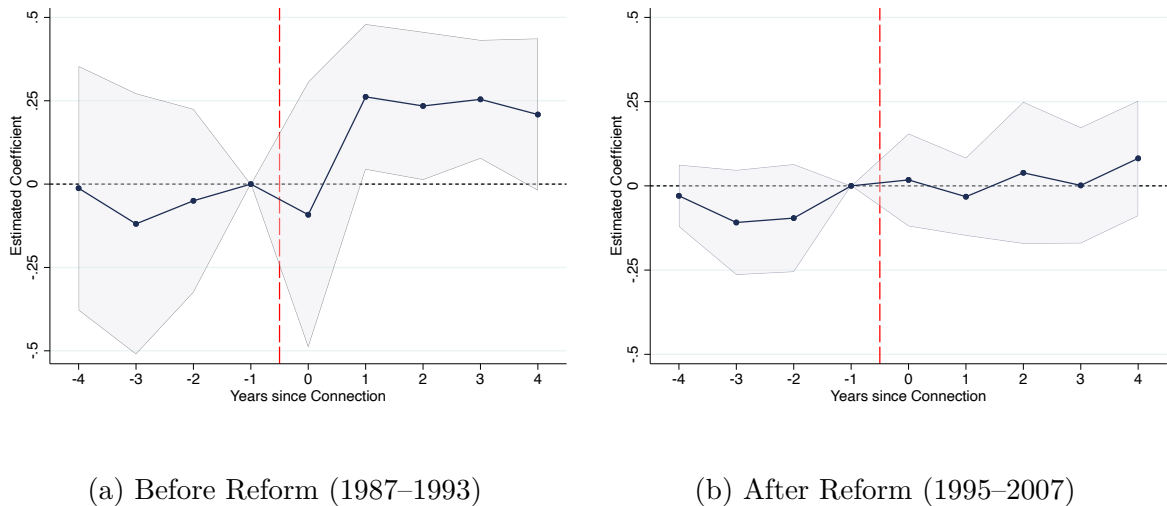 .5
.25
0
-.25
-.5
Estimated Coefficient
-4 -3 -2 -1 0 1 2 3 4
Years since Connection
(a) Before Reform (1987–1993)
.5
.25
0
-.25
-.5
Estimated Coefficient
-4 -3 -2 -1 0 1 2 3 4
Years since Connection
(b) After Reform (1995–2007)